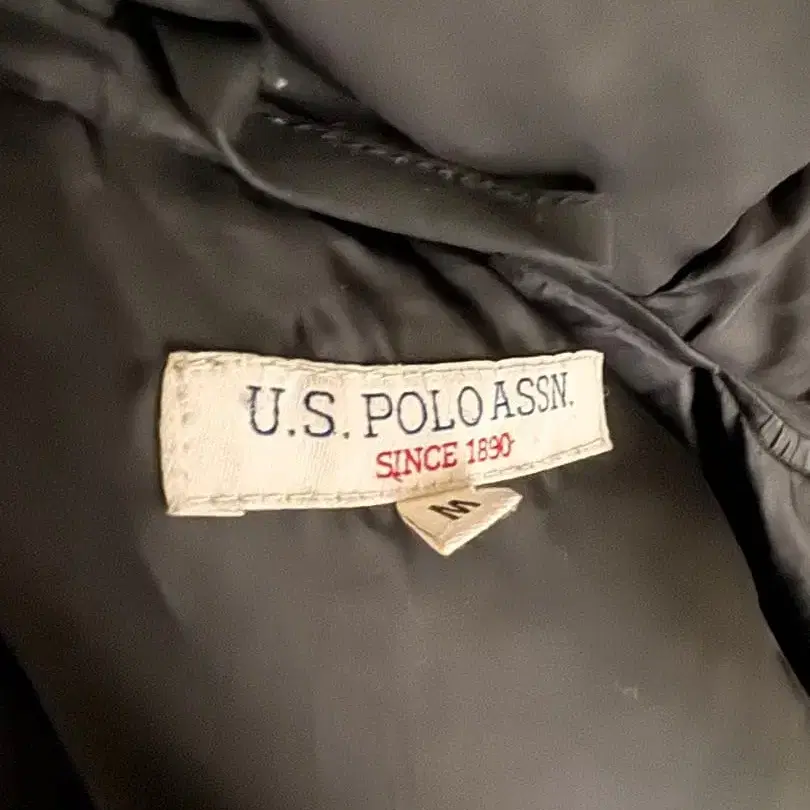 U.S. POLO ASSN.
SINCE 1890
M